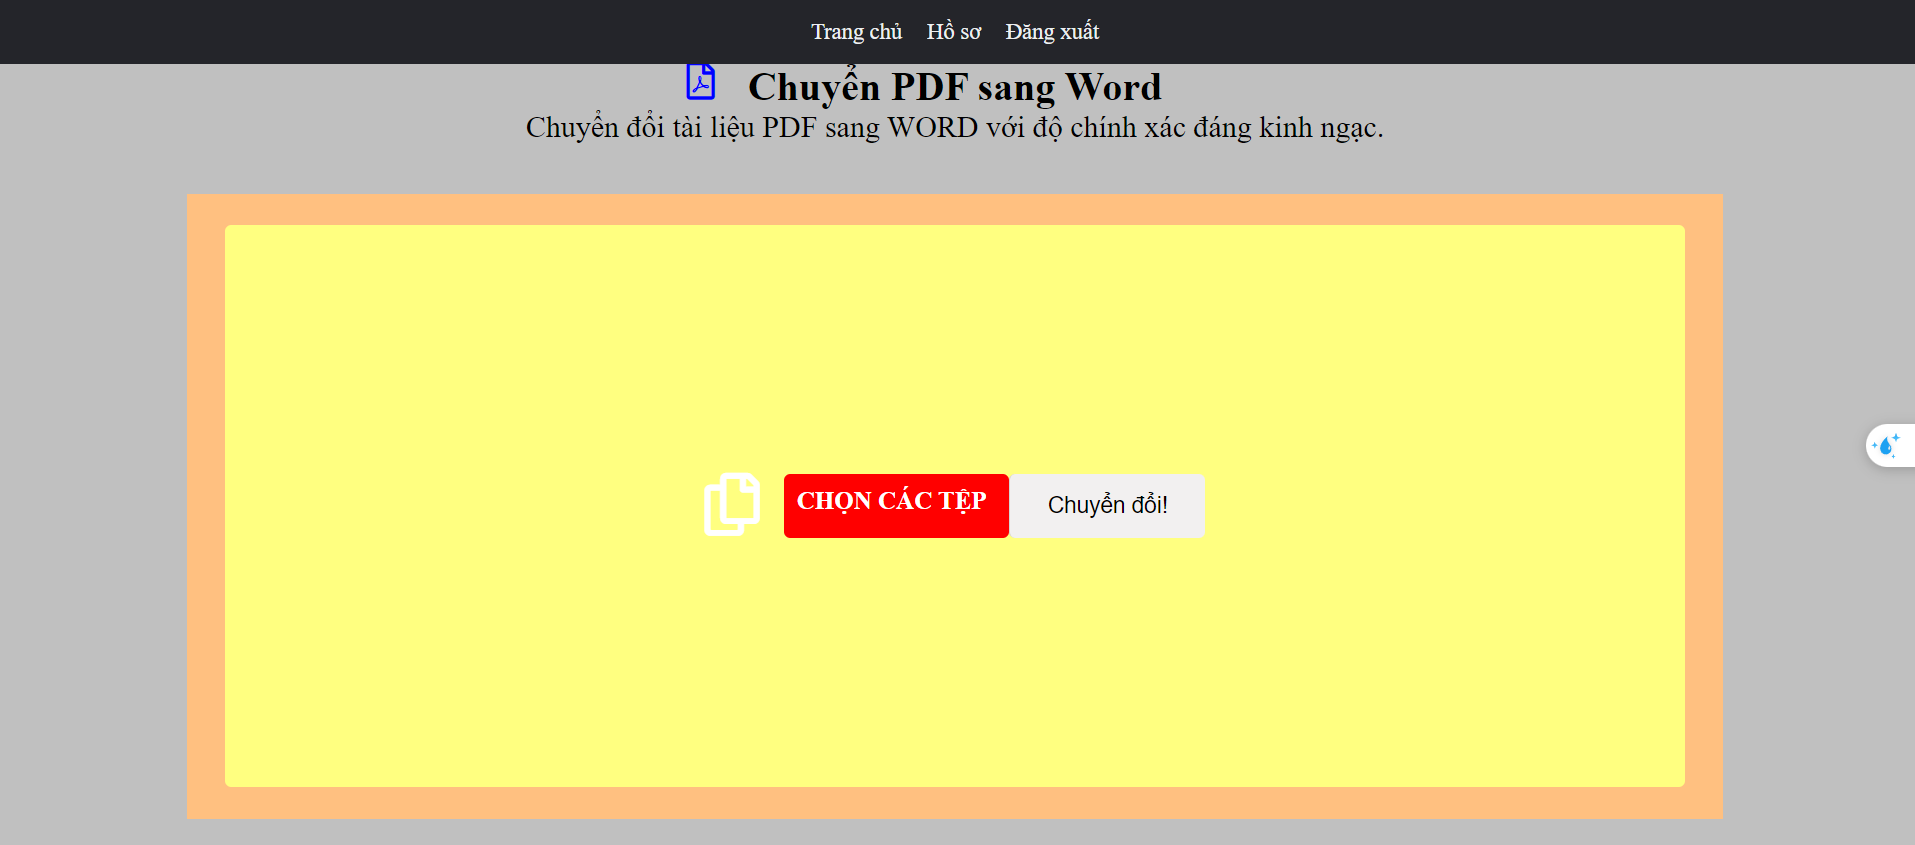 Trang chủ Hồ sơ Đăng xuất
Chuyển PDF sang Word
Chuyển đổi tài liệu PDF sang WORD với độ chính xác đáng kinh ngạc.
CHỌN CÁC TỆP Chuyển đổi!